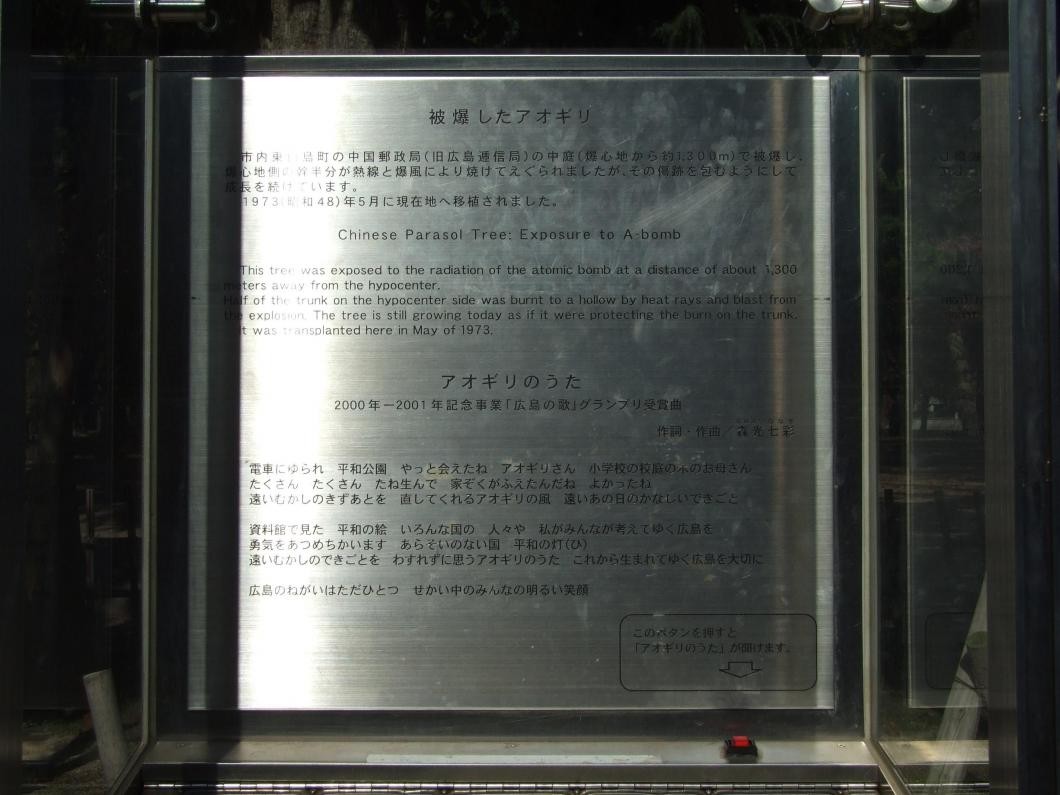 被爆したアオギリ
市内東 島町の中国郵政局(旧広島逓信局)の中庭(爆心地から約1,300m)で被爆し、
爆心地側の幹半分が熱線と爆風により焼けてえぐられましたが、その傷跡を包むようにして
成長を続けています。
1973(昭和48)年5月に現在地へ移植されました。
Chinese Parasol Tree: Exposure to A-bomb
This tree was exposed to the radiation of the atomic bomb at a distance of about 1,300
meters away from the hypocenter.
Half of the trunk on the hypocenter side was burnt to a hollow by heat rays and blast from
the explosion. The tree is still growing today as if it were protecting the burn on the trunk.
It was transplanted here in May of 1973.
アオギリのうた
2000年-2001年記念事業「広島の歌」グランプリ受賞曲
作詞・作曲/森光七彩
電車にゆられ 平和公園 やっと会えたね アオギリさん 小学校の校庭の木のお母さん
たくさん たくさん たね生んで 家ぞくがふえたんだね よかったね
遠いむかしのきずあとを 直してくれるアオギリの風 遠いあの日のかなしいできごと
資料館で見た 平和の絵 いろんな国の 人々や 私がみんなが考えてゆく広島を
勇気をあつめちかいます あらそいのない国 平和の灯(ひ)
遠いむかしのできごとを わすれずに思うアオギリのうた これから生まれてゆく広島を大切に
広島のねがいはただひとつ せかい中のみんなの明るい笑顔
このボタンを押すと
「アオギリのうた」が聞けます。